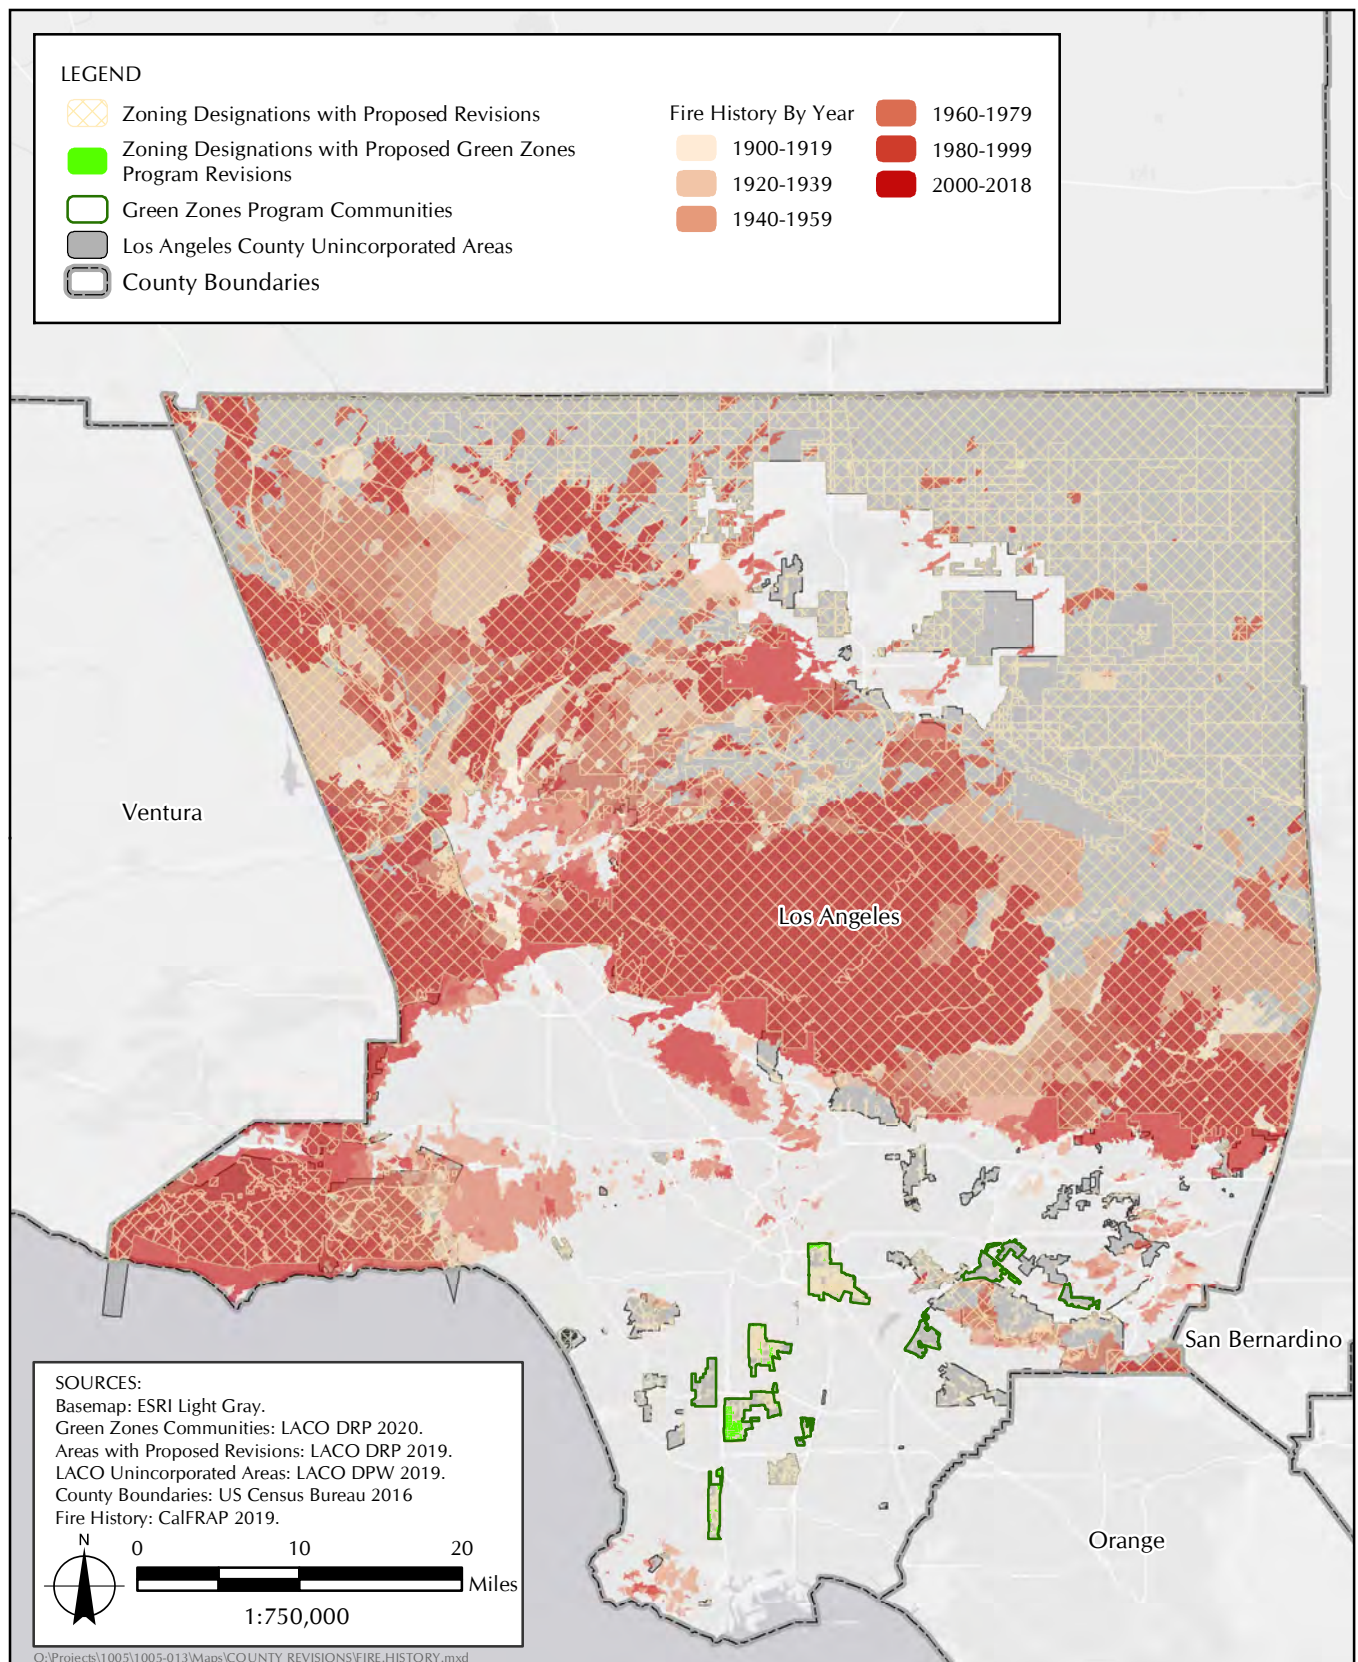 LEGEND
Zoning Designations with Proposed Revisions
Zoning Designations with Proposed Green Zones
Program Revisions
Green Zones Program Communities
Los Angeles County Unincorporated Areas
County Boundaries
Fire History By Year
1900-1919
1920-1939
1940-1959
1960-1979
1980-1999
2000-2018
Ventura
Los Angeles
San Bernardino
Orange
SOURCES:
Basemap: ESRI Light Gray.
Green Zones Communities: LACO DRP 2020.
Areas with Proposed Revisions: LACO DRP 2019.
LACO Unincorporated Areas: LACO DPW 2019.
County Boundaries: US Census Bureau 2016
Fire History: CalFRAP 2019.
N
0 10 20
Miles
1:750,000
Q:\Projects\1005\1005-013\Maps\COUNTY REVISIONS\FIRE.HISTORY.mxd